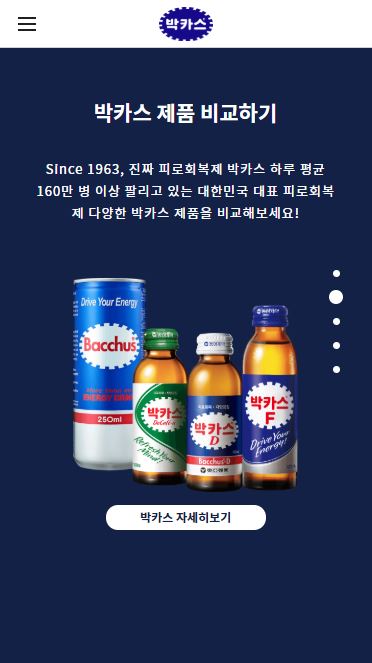 박카스
박카스 제품 비교하기
Since 1963, 진짜 피로회복제 박카스 하루 평균
160만 병 이상 팔리고 있는 대한민국 대표 피로회복
제 다양한 박카스 제품을 비교해보세요!
Drive Your Energy
Bacchus
ENERGY DRINK
250ml
박카스
DeCaff-α
Refresh Your
Mind!
박카스
D
Bacchus-D
박카스
F
Drive Your
Energy!
박카스 자세히보기